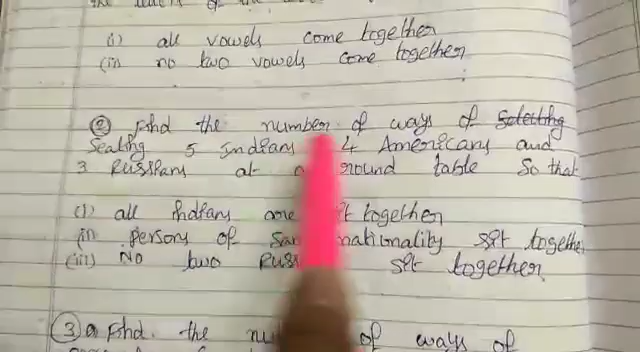 (i) all vowels come together
(ii) no two vowels come together
② Find the number of ways of selecting
Seating 5 Indians 4 Americans and
3 Russians at a round table so that
(i) all Indians are sit together
(ii) persons of nationality sit together
(iii) No two sit together
③ a Find the of ways of